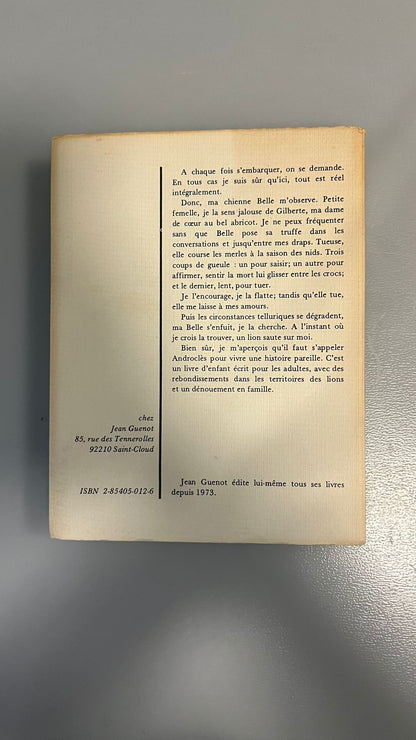 A chaque fois s'embarquer, on se demande.
En tous cas je suis sûr qu'ici, tout est réel
intégralement.
Donc, ma chienne Belle m'observe. Petite
femelle, je la sens jalouse de Gilberte, ma dame
de cœur au bel abricot. Je ne peux fréquenter
sans que Belle pose sa truffe dans les
conversations et jusqu'entre mes draps. Tueuse,
elle course les merles à la saison des nids. Trois
coups de gueule : un pour saisir; un autre pour
affirmer, sentir la mort lui glisser entre les crocs;
et le dernier, lent, pour tuer.
Je l'encourage, je la flatte; tandis qu'elle tue,
elle me laisse à mes amours.
Puis les circonstances telluriques se dégradent,
ma Belle s'enfuit, je la cherche. A l'instant où
je crois la trouver, un lion saute sur moi.
Bien sûr, je m'aperçois qu'il faut s'appeler
Androclès pour vivre une histoire pareille. C'est
un livre d'enfant écrit pour les adultes, avec des
rebondissements dans les territoires des lions
et un dénouement en famille.
chez
Jean Guenot
85, rue des Tennerolles
92210 Saint-Cloud
ISBN 2-85405-012-6
Jean Guenot édite lui-même tous ses livres
depuis 1973.